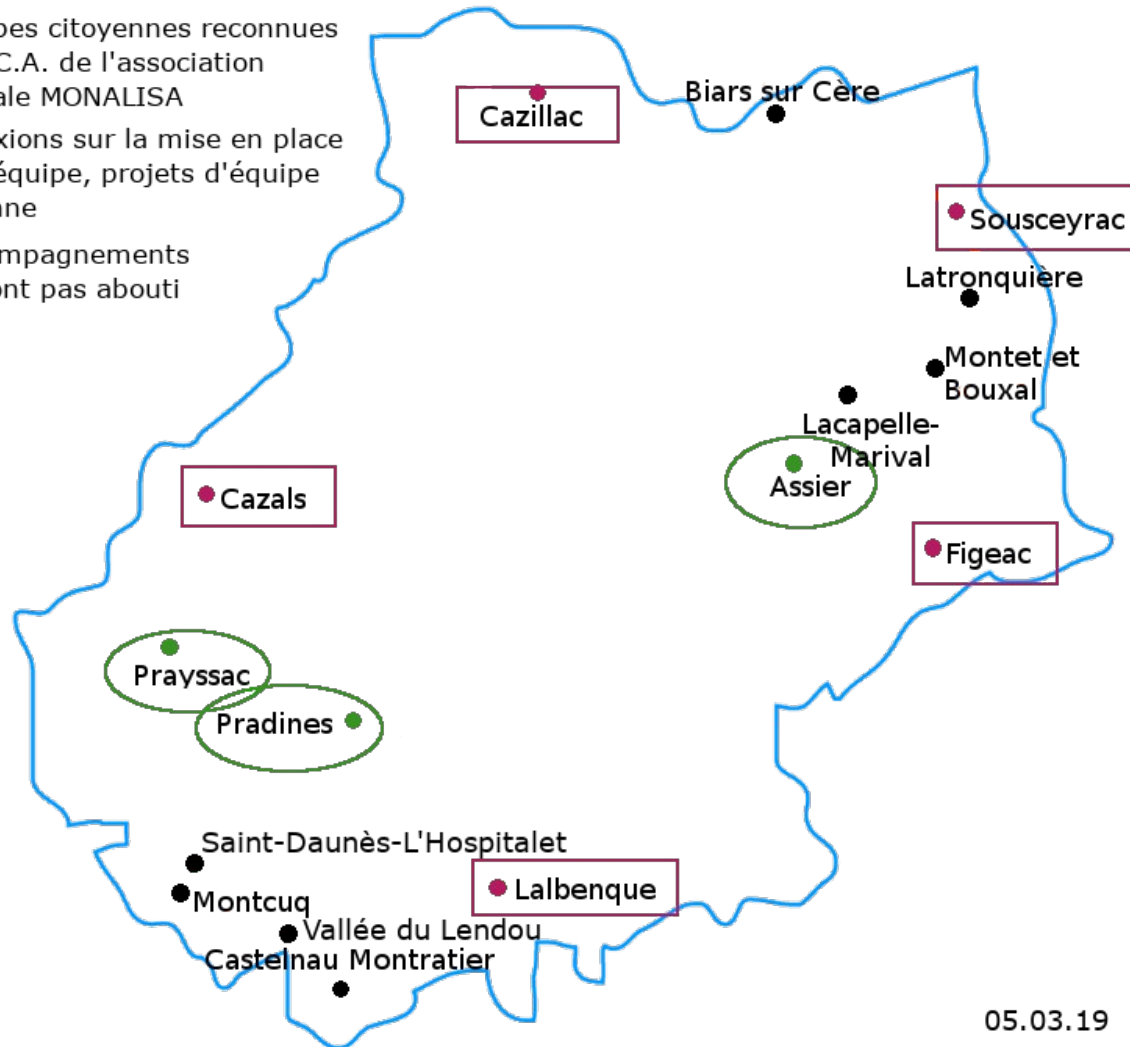 pes citoyennes reconnues
C.A. de l'association
ale MONALISA
xions sur la mise en place
équipe, projets d'équipe
nne
mpagnements
ont pas abouti
Cazillac
Biars sur Cère
Sousceyrac
Latronquière
Montet et
Bouxal
Lacapelle-
Marival
Assier
Cazals
Figeac
Prayssac
Pradines
Saint-Daunès-L'Hospitalet
Montcuq
Lalbenque
Vallée du Lendou
Castelnau Montratier
05.03.19